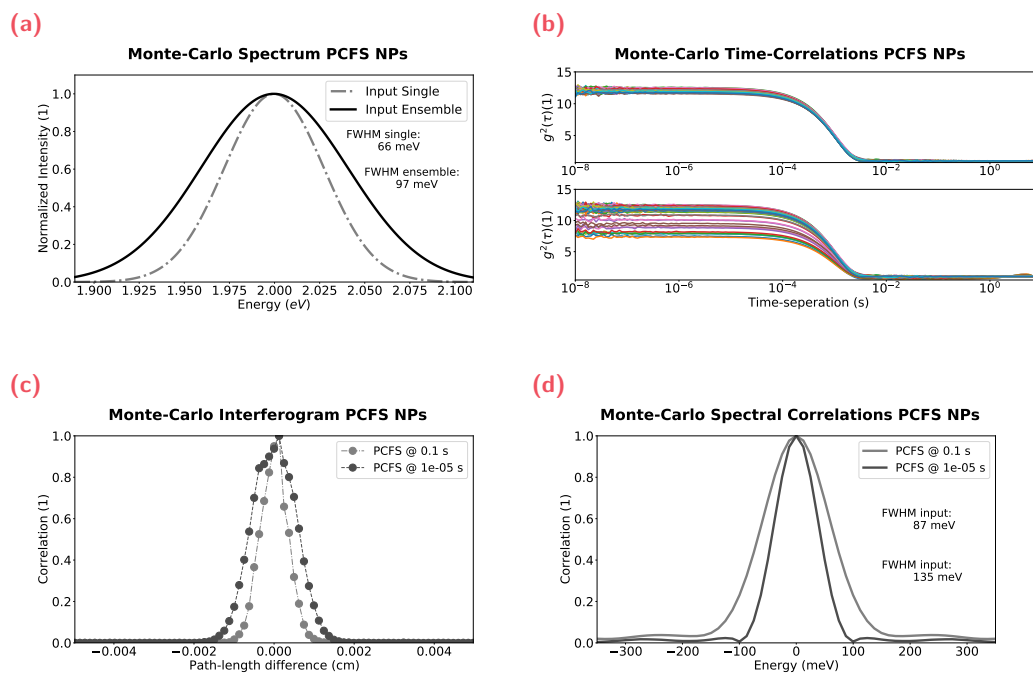 (a)
Monte-Carlo Spectrum PCFS NPs
Normalized Intensity (1)
1.0
0.8
0.6
0.4
0.2
0.0
Input Single
Input Ensemble
FWHM single:
66 meV
FWHM ensemble:
97 meV
1.900 1.925 1.950 1.975 2.000 2.025 2.050 2.075 2.100
Energy (eV)
(b)
Monte-Carlo Time-Correlations PCFS NPs
g²(τ)(1)
15
10
5
10⁻⁸ 10⁻⁶ 10⁻⁴ 10⁻² 10⁰
g²(τ)(1)
15
10
5
10⁻⁸ 10⁻⁶ 10⁻⁴ 10⁻² 10⁰
Time-seperation (s)
(c)
Monte-Carlo Interferogram PCFS NPs
Correlation (1)
1.0
0.8
0.6
0.4
0.2
0.0
PCFS @ 0.1 s
PCFS @ 1e-05 s
−0.004 −0.002 0.000 0.002 0.004
Path-length difference (cm)
(d)
Monte-Carlo Spectral Correlations PCFS NPs
Correlation (1)
1.0
0.8
0.6
0.4
0.2
0.0
PCFS @ 0.1 s
PCFS @ 1e-05 s
FWHM input:
87 meV
FWHM input:
135 meV
−300 −200 −100 0 100 200 300
Energy (meV)